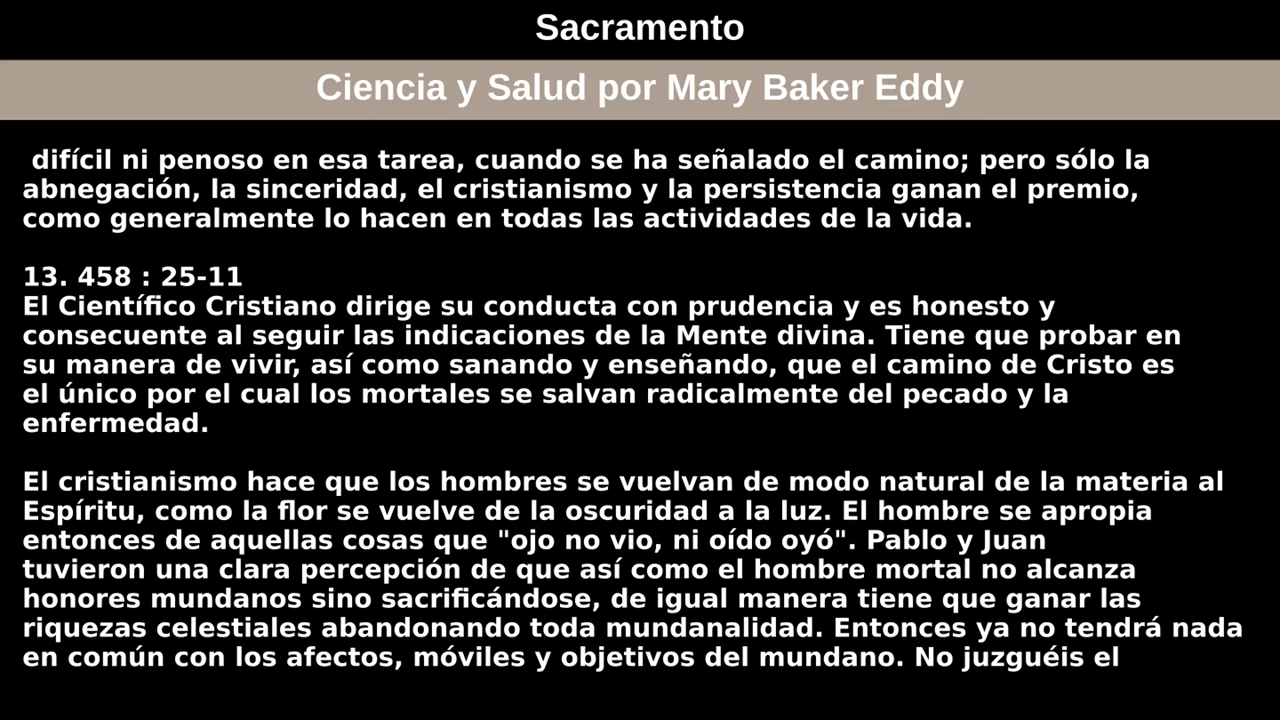 Sacramento
Ciencia y Salud por Mary Baker Eddy
difícil ni penoso en esa tarea, cuando se ha señalado el camino; pero sólo la
abnegación, la sinceridad, el cristianismo y la persistencia ganan el premio,
como generalmente lo hacen en todas las actividades de la vida.
13. 458 : 25-11
El Científico Cristiano dirige su conducta con prudencia y es honesto y
consecuente al seguir las indicaciones de la Mente divina. Tiene que probar en
su manera de vivir, así como sanando y enseñando, que el camino de Cristo es
el único por el cual los mortales se salvan radicalmente del pecado y la
enfermedad.
El cristianismo hace que los hombres se vuelvan de modo natural de la materia al
Espíritu, como la flor se vuelve de la oscuridad a la luz. El hombre se apropia
entonces de aquellas cosas que "ojo no vio, ni oído oyó". Pablo y Juan
tuvieron una clara percepción de que así como el hombre mortal no alcanza
honores mundanos sino sacrificándose, de igual manera tiene que ganar las
riquezas celestiales abandonando toda mundanalidad. Entonces ya no tendrá nada
en común con los afectos, móviles y objetivos del mundano. No juzguéis el